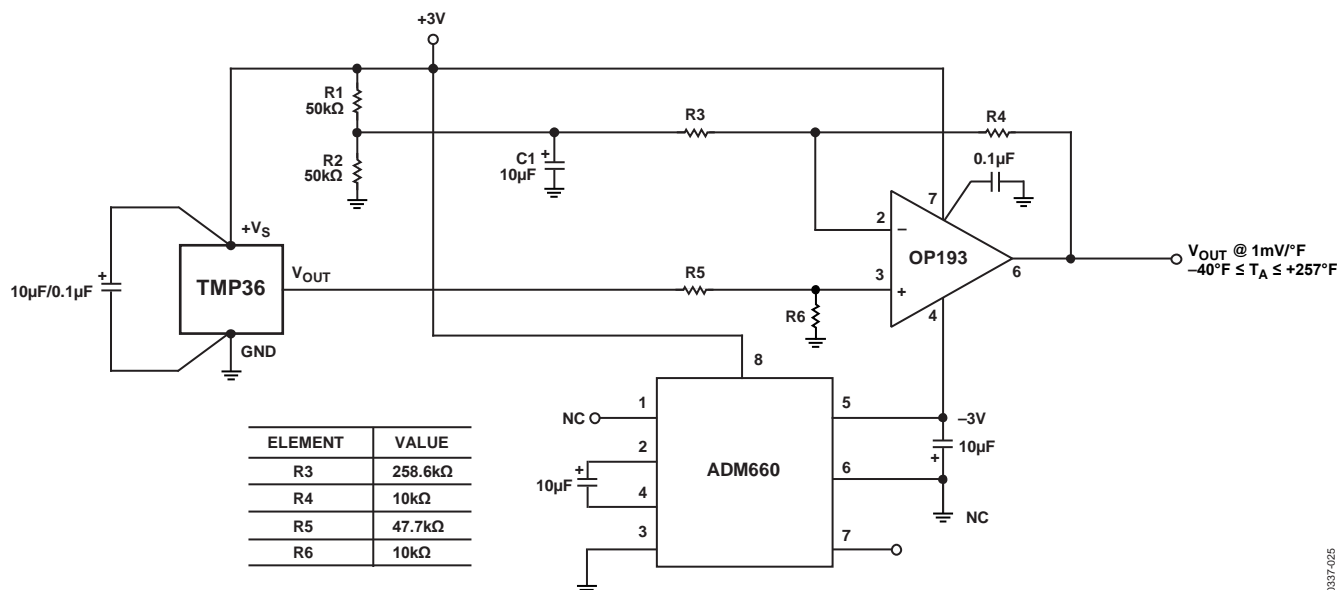 +3V
R1
50kΩ
R3
R4
R2
50kΩ
C1
+
10µF
0.1µF
7
+VS
2
–
OP193
6
VOUT @ 1mV/°F
–40°F ≤ TA ≤ +257°F
+
10µF/0.1µF
TMP36
VOUT
R5
3
+
R6
4
GND
8
1
NC
5
–3V
ELEMENT VALUE
R3 258.6kΩ
R4 10kΩ
R5 47.7kΩ
R6 10kΩ
2
+
10µF
4
ADM660
10µF
+
6
NC
3
7
0337-025